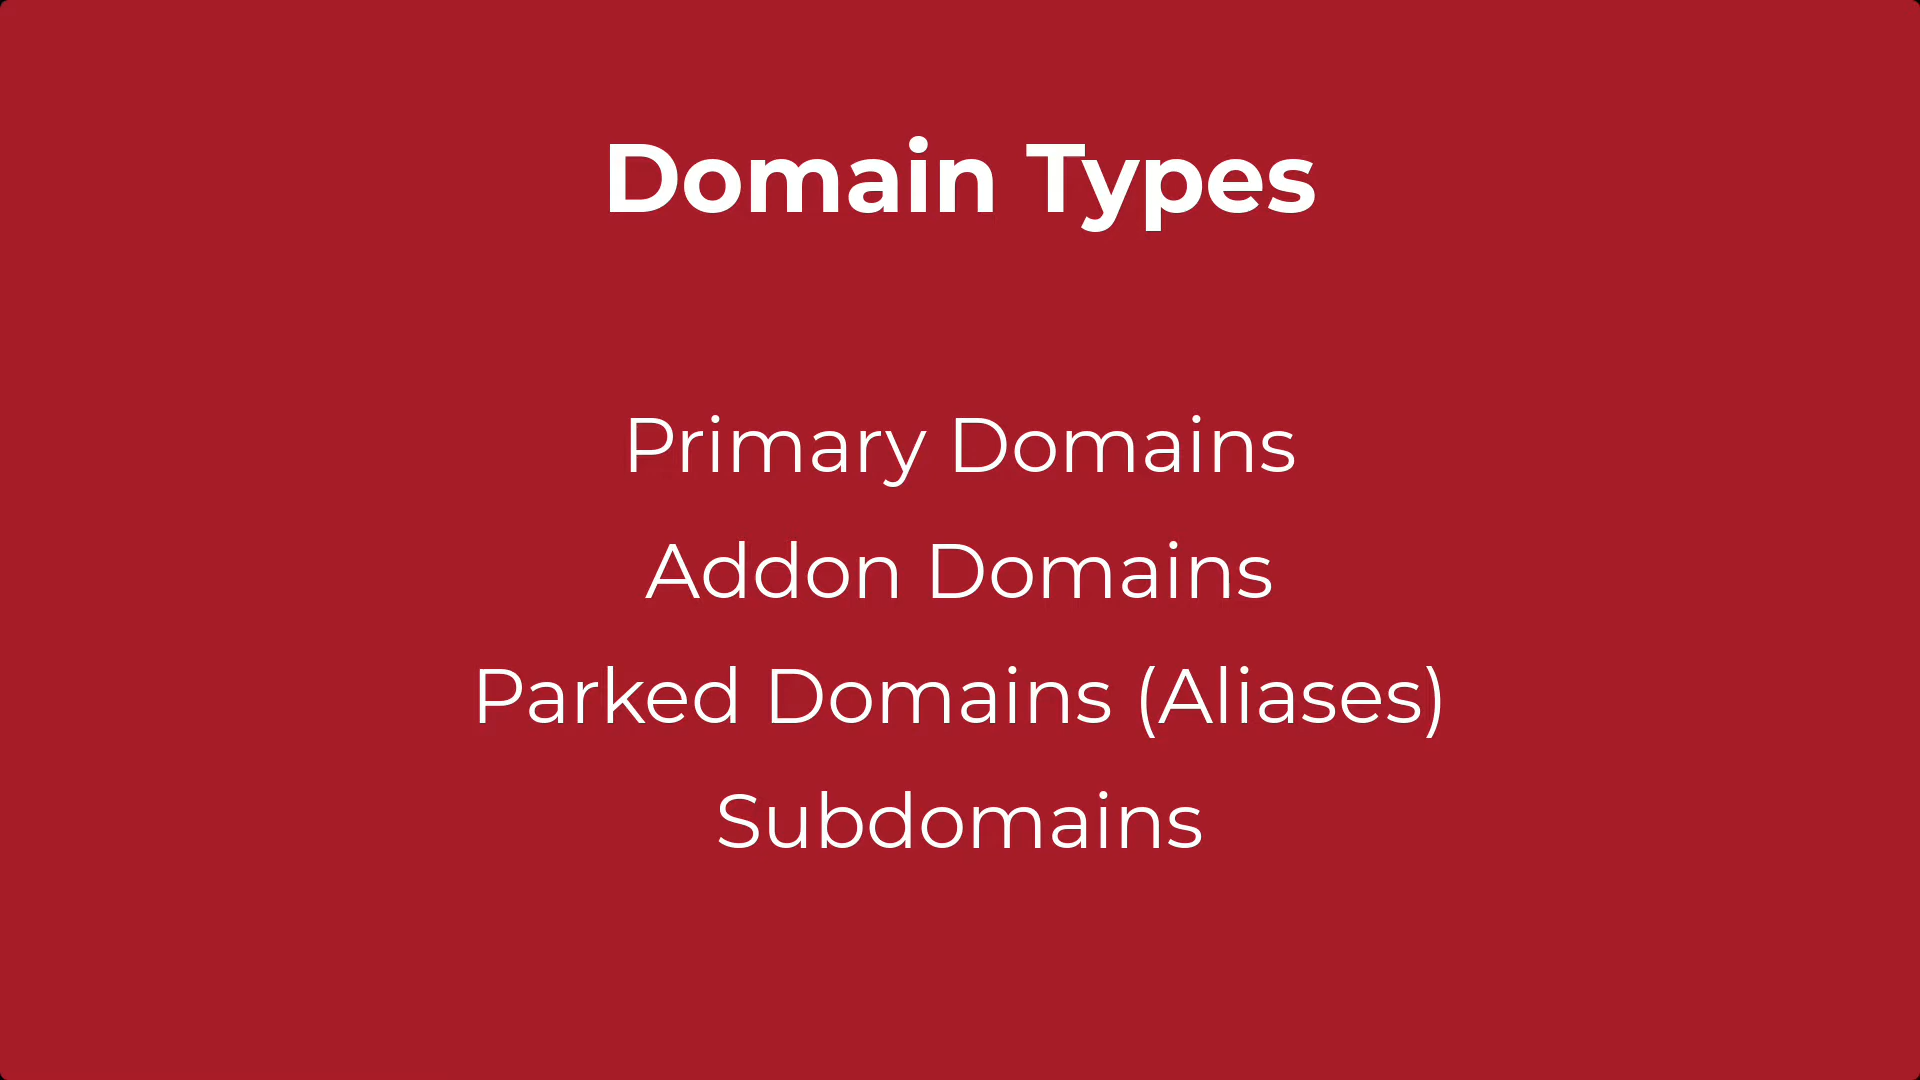 Domain Types
Primary Domains
Addon Domains
Parked Domains (Aliases)
Subdomains